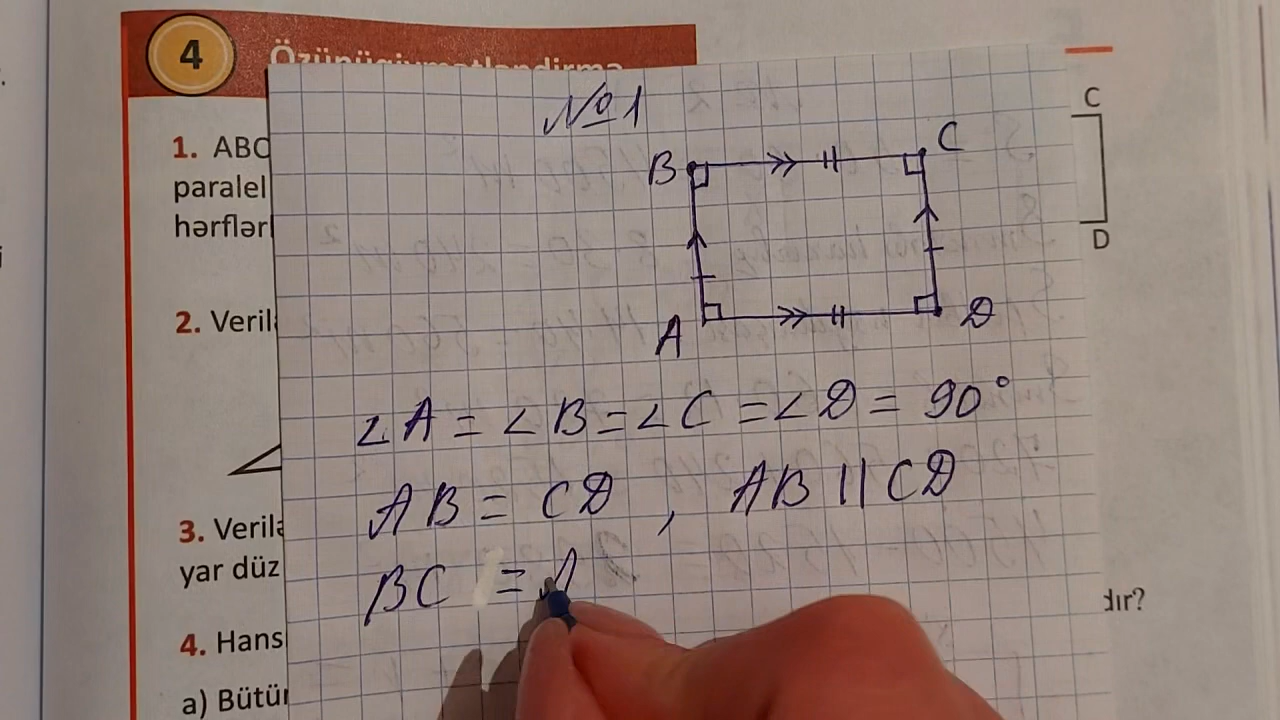 4
Özünüqiymətləndirmə
№1
B
C
A
D
∠A = ∠B = ∠C = ∠D = 90°
AB = CD, AB || CD
BC = A
1. ABC
paralel
hərflər
2. Veril
3. Verilə
yar düz
4. Hans
a) Bütü
C
D
dır?